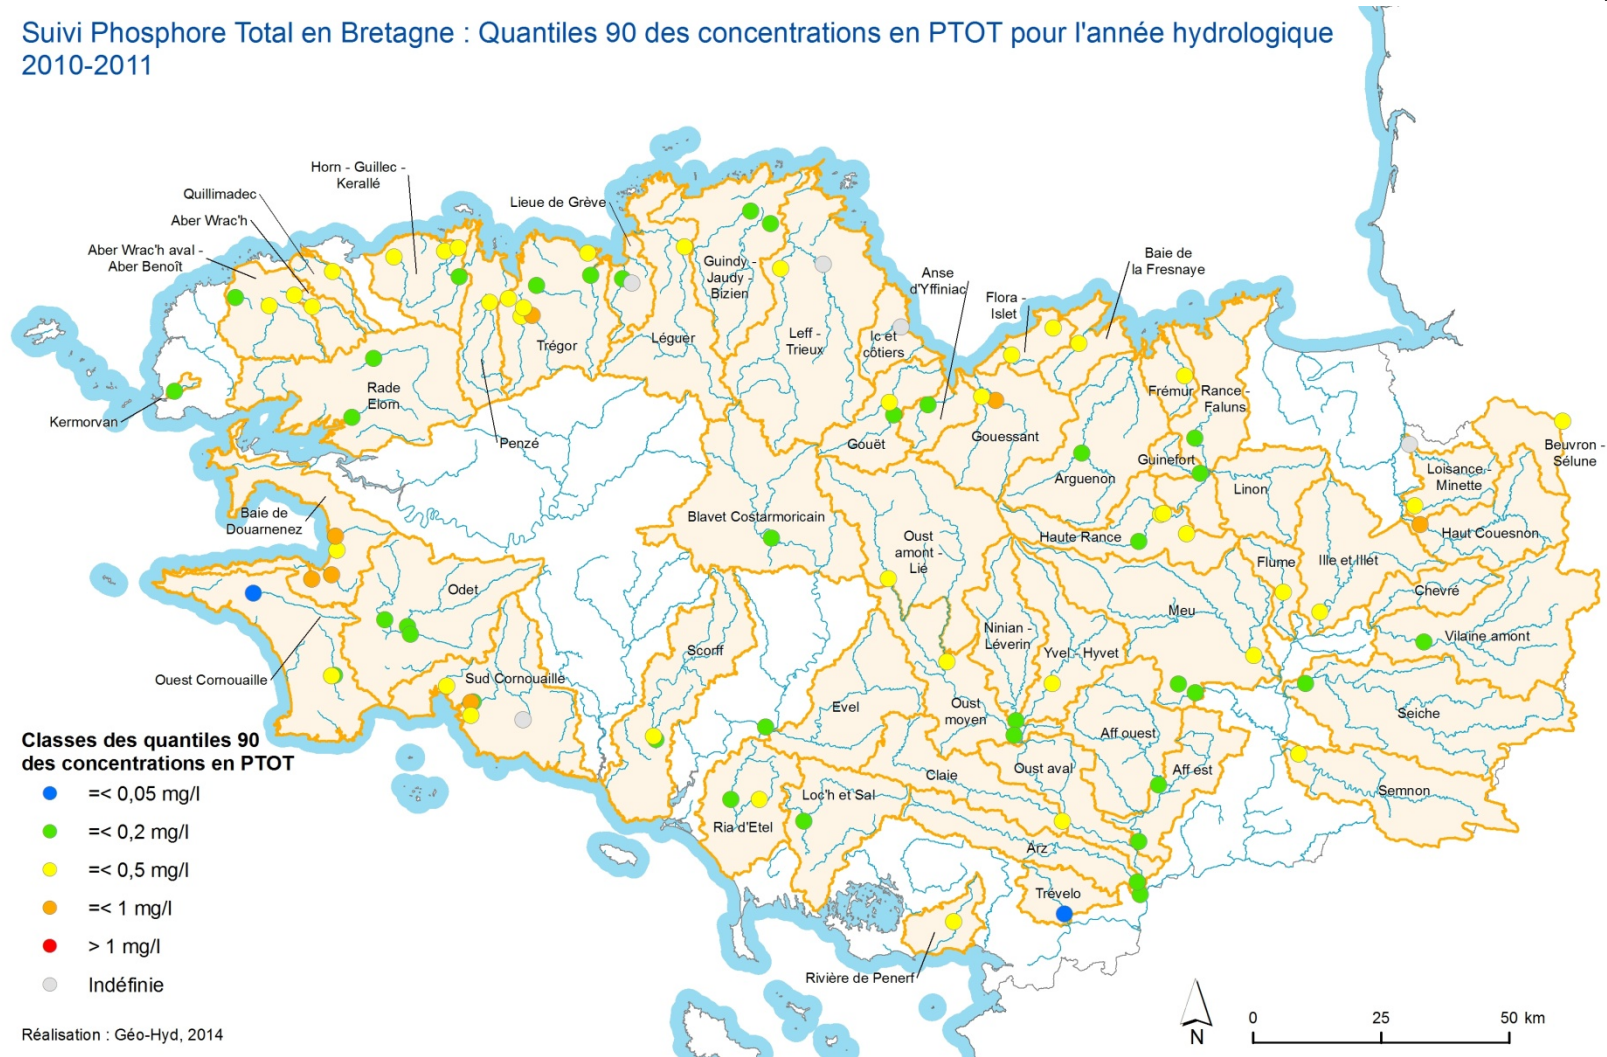 Suivi Phosphore Total en Bretagne : Quantiles 90 des concentrations en PTOT pour l'année hydrologique
2010-2011
Horn - Guillec -
Kerallé
Quillimadec
Aber Wrac'h
Aber Wrac'h aval -
Aber Benoît
Lieue de Grève
Guindy -
Jaudy -
Bizien
Baie de
la Fresnaye
Anse
d'Yffiniac
Flora -
Islet
Leff -
Trieux
Ic et
côtiers
Léguer
Trégor
Rade
Elorn
Kermorvan
Penzé
Gouët
Gouessant
Frémur
Rance -
Faluns
Guinefort
Arguenon
Linon
Beuvron -
Sélune
Loisance -
Minette
Haut Couesnon
Baie de
Douarnenez
Blavet Costarmoricain
Oust
amont -
Lié
Haute Rance
Flume
Ille et Illet
Chevré
Odet
Meu
Vilaine amont
Ninian -
Léverin
Yvel - Hyvet
Scorff
Ouest Cornouaille
Sud Cornouaille
Evel
Oust
moyen
Seiche
Aff ouest
Claie
Oust aval
Aff est
Semnon
Loc'h et Sal
Ria d'Etel
Arz
Trévelo
Rivière de Penerf
Classes des quantiles 90
des concentrations en PTOT
=< 0,05 mg/l
=< 0,2 mg/l
=< 0,5 mg/l
=< 1 mg/l
> 1 mg/l
Indéfinie
Réalisation : Géo-Hyd, 2014
N
0 25 50 km